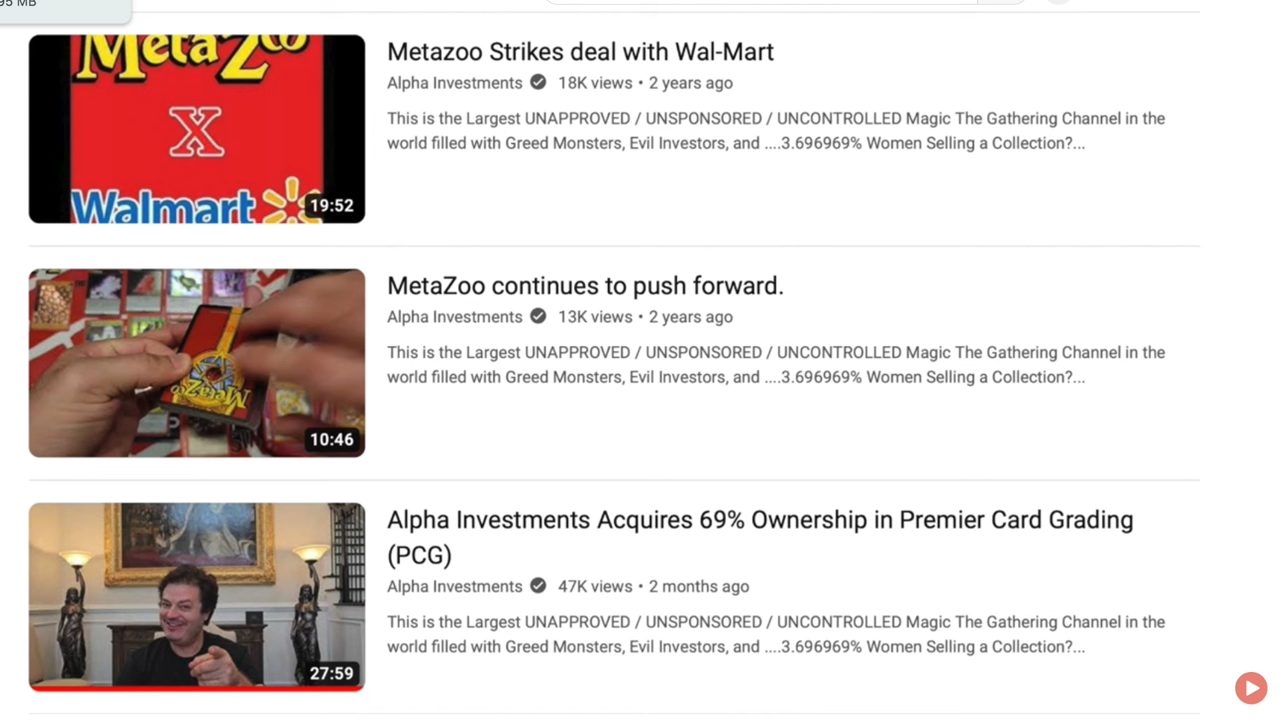 95 MB
MetaZoo
X
Walmart
19:52
Metazoo Strikes deal with Wal-Mart
Alpha Investments 18K views • 2 years ago
This is the Largest UNAPPROVED / UNSPONSORED / UNCONTROLLED Magic The Gathering Channel in the
world filled with Greed Monsters, Evil Investors, and ....3.696969% Women Selling a Collection?...
MetaZoo
10:46
MetaZoo continues to push forward.
Alpha Investments 13K views • 2 years ago
This is the Largest UNAPPROVED / UNSPONSORED / UNCONTROLLED Magic The Gathering Channel in the
world filled with Greed Monsters, Evil Investors, and ....3.696969% Women Selling a Collection?...
27:59
Alpha Investments Acquires 69% Ownership in Premier Card Grading
(PCG)
Alpha Investments 47K views • 2 months ago
This is the Largest UNAPPROVED / UNSPONSORED / UNCONTROLLED Magic The Gathering Channel in the
world filled with Greed Monsters, Evil Investors, and ....3.696969% Women Selling a Collection?...